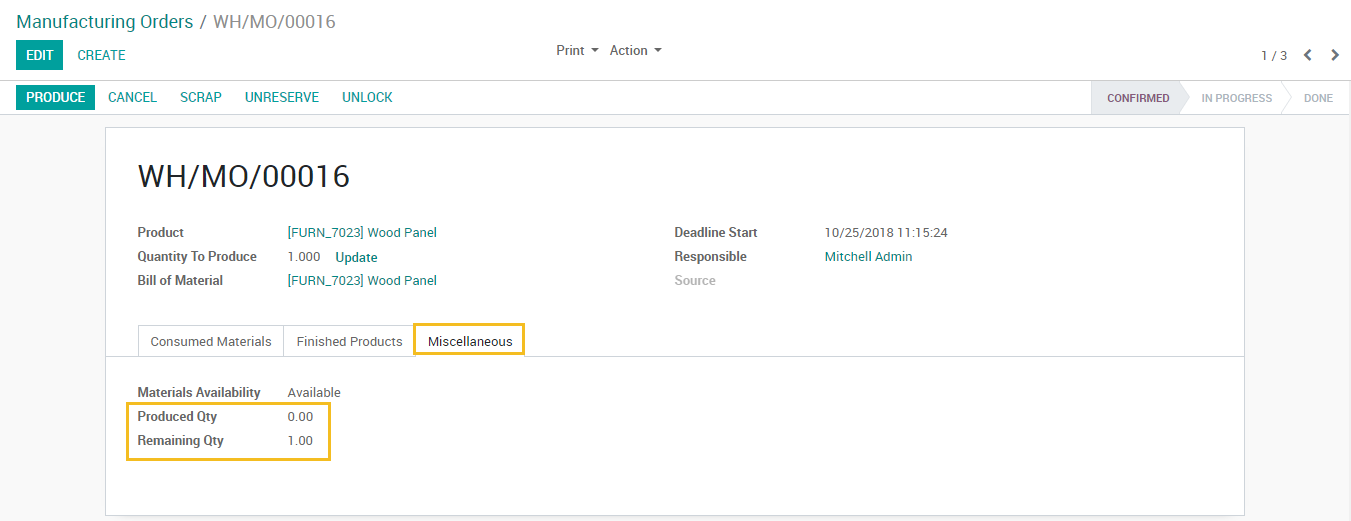 Manufacturing Orders / WH/MO/00016
EDIT CREATE Print Action 1 / 3
PRODUCE CANCEL SCRAP UNRESERVE UNLOCK CONFIRMED IN PROGRESS DONE
WH/MO/00016
Product [FURN_7023] Wood Panel Deadline Start 10/25/2018 11:15:24
Quantity To Produce 1.000 Update Responsible Mitchell Admin
Bill of Material [FURN_7023] Wood Panel Source
Consumed Materials Finished Products Miscellaneous
Materials Availability Available
Produced Qty 0.00
Remaining Qty 1.00